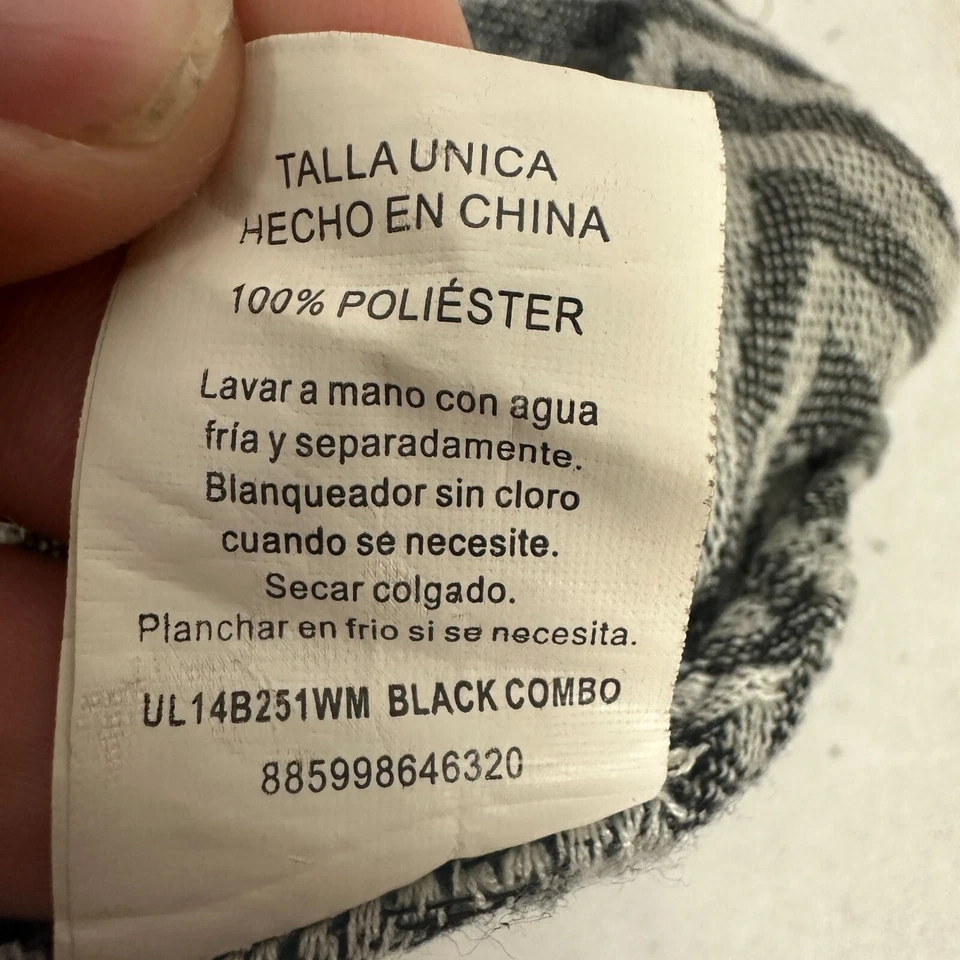 TALLA UNICA
HECHO EN CHINA
100% POLIÉSTER
Lavar a mano con agua
fría y separadamente.
Blanqueador sin cloro
cuando se necesite.
Secar colgado.
Planchar en frio si se necesita.
UL14B251WM BLACK COMBO
885998646320